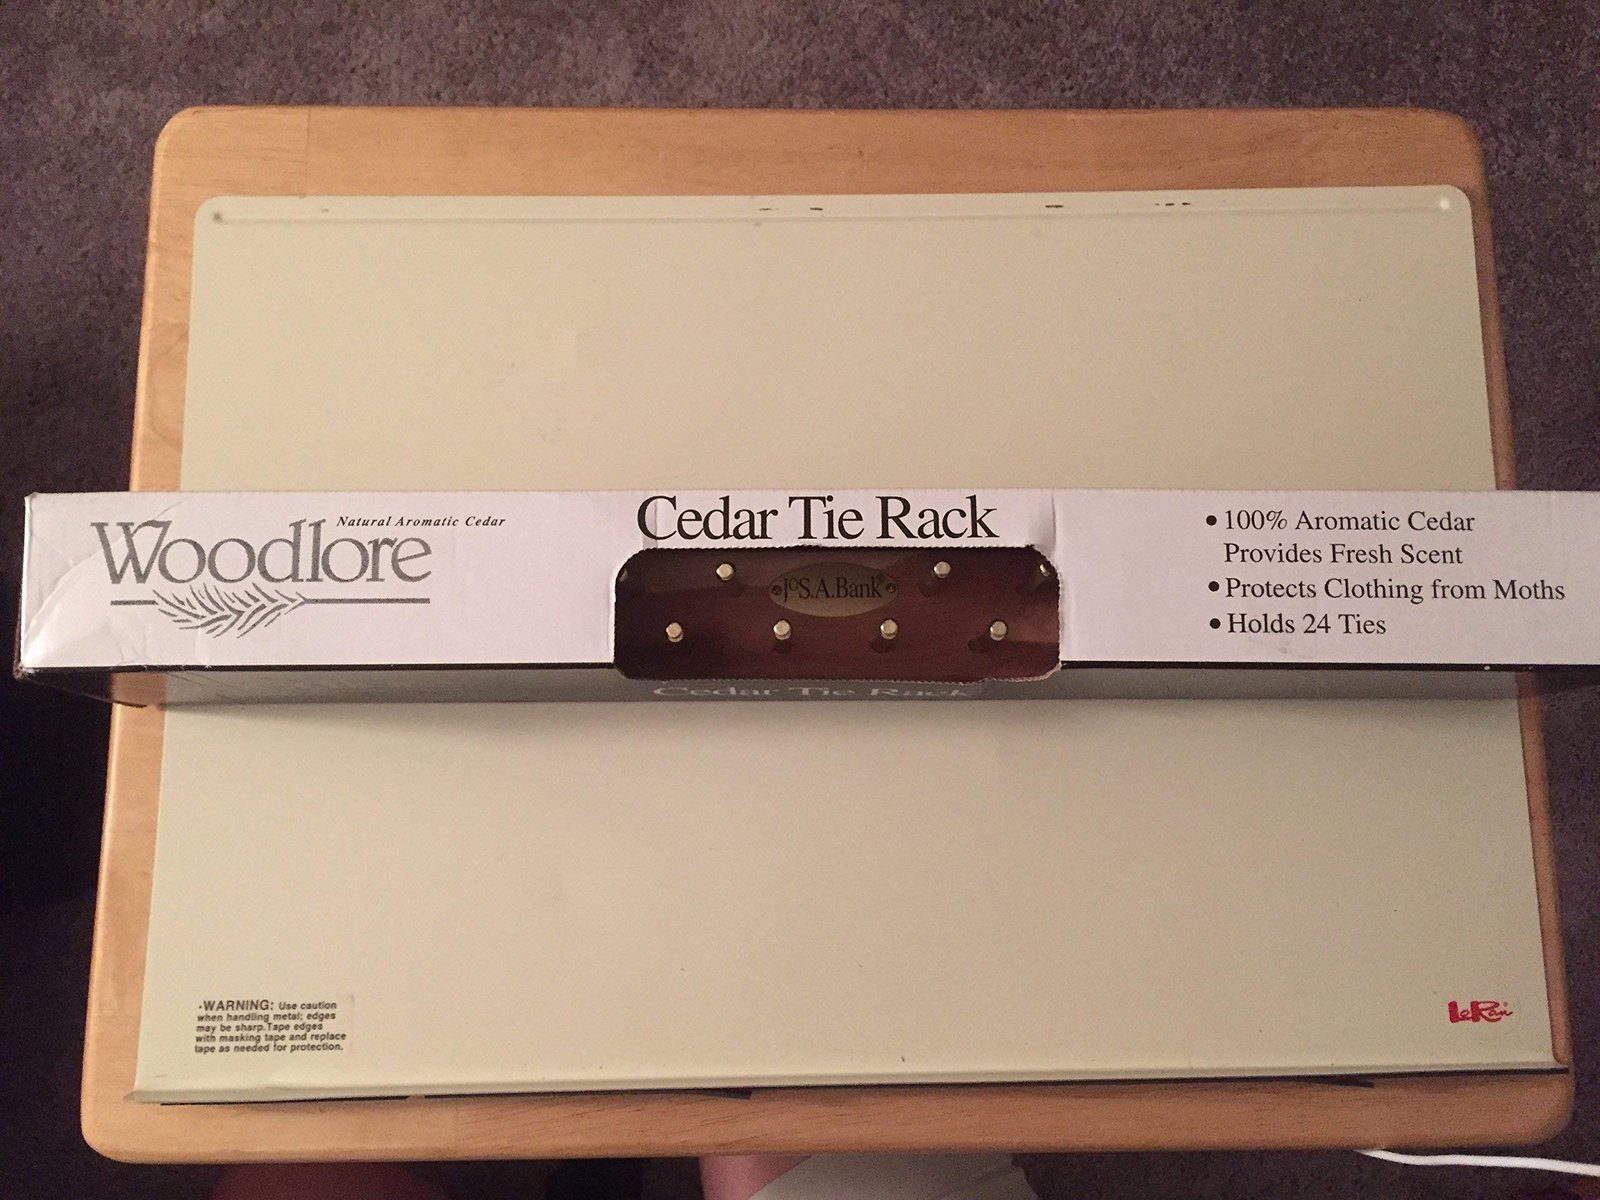 Natural Aromatic Cedar
Woodlore
Cedar Tie Rack
JoS.A.Bank®
• 100% Aromatic Cedar
Provides Fresh Scent
• Protects Clothing from Moths
• Holds 24 Ties
Cedar Tie Rack
·WARNING: Use caution
when handling metal; edges
may be sharp.Tape edges
with masking tape and replace
tape as needed for protection.
LeRan®